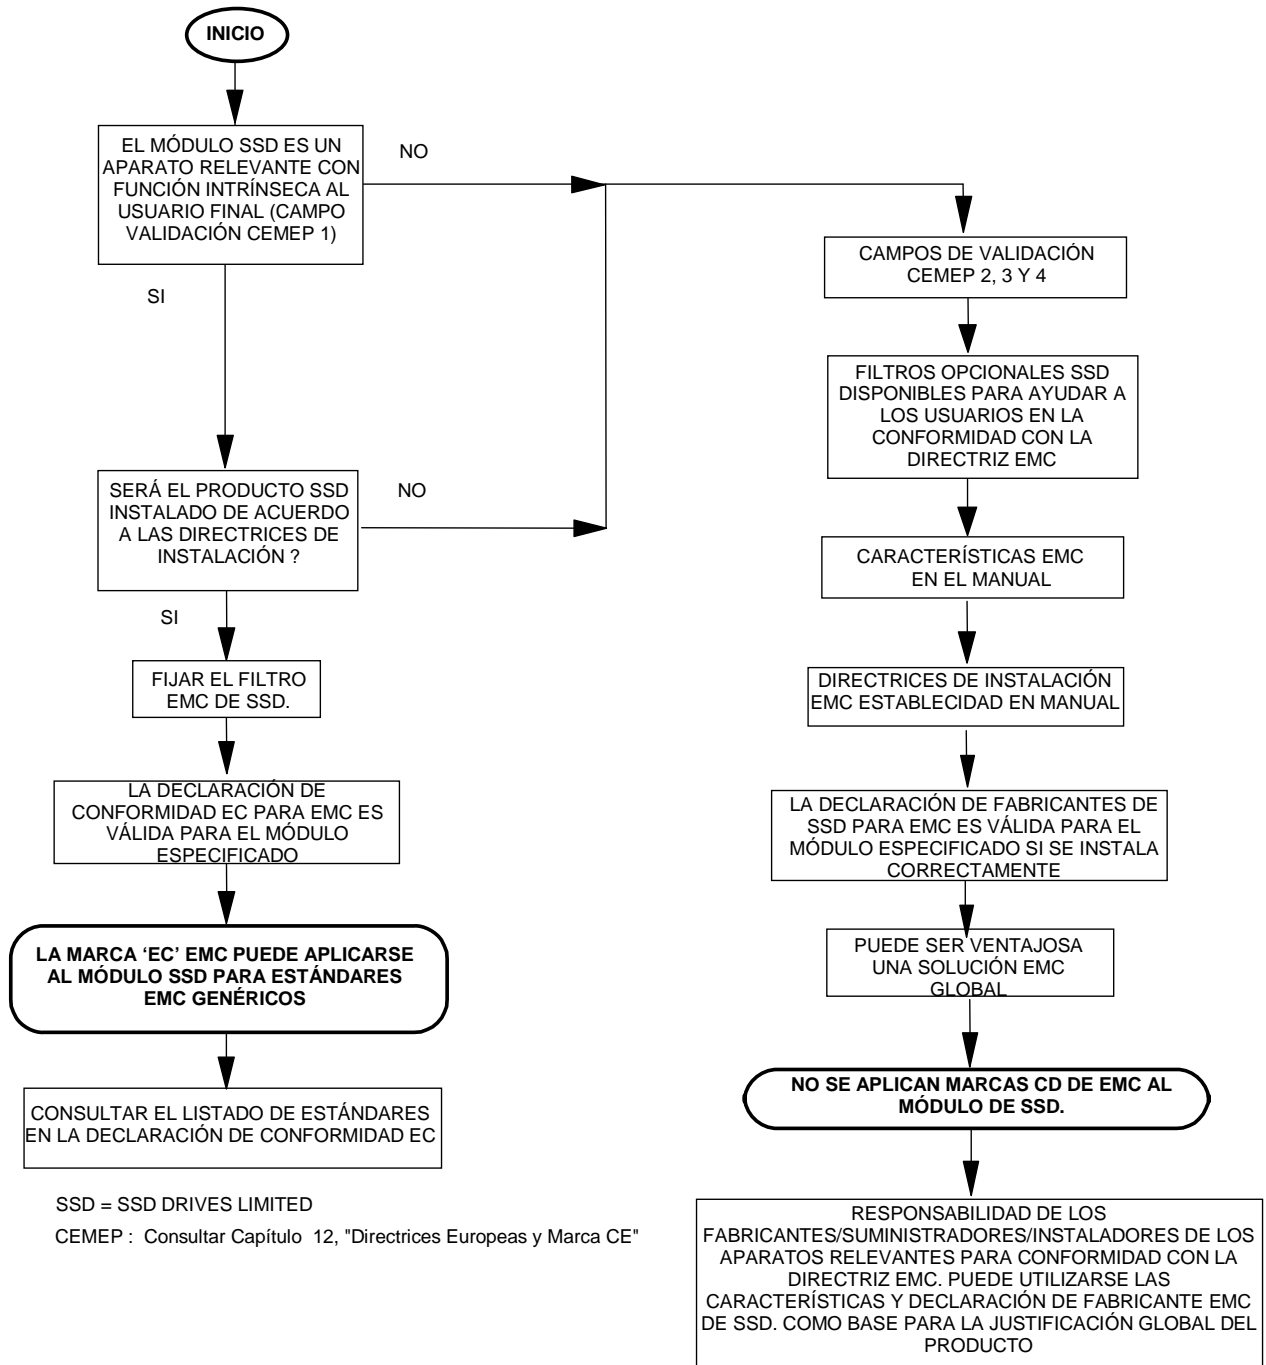 INICIO
EL MÓDULO SSD ES UN
APARATO RELEVANTE CON
FUNCIÓN INTRÍNSECA AL
USUARIO FINAL (CAMPO
VALIDACIÓN CEMEP 1)
NO
SI
SERÁ EL PRODUCTO SSD
INSTALADO DE ACUERDO
A LAS DIRECTRICES DE
INSTALACIÓN ?
NO
SI
FIJAR EL FILTRO
EMC DE SSD.
LA DECLARACIÓN DE
CONFORMIDAD EC PARA EMC ES
VÁLIDA PARA EL MÓDULO
ESPECIFICADO
LA MARCA ‘EC’ EMC PUEDE APLICARSE
AL MÓDULO SSD PARA ESTÁNDARES
EMC GENÉRICOS
CONSULTAR EL LISTADO DE ESTÁNDARES
EN LA DECLARACIÓN DE CONFORMIDAD EC
SSD = SSD DRIVES LIMITED
CEMEP : Consultar Capítulo 12, "Directrices Europeas y Marca CE"
CAMPOS DE VALIDACIÓN
CEMEP 2, 3 Y 4
FILTROS OPCIONALES SSD
DISPONIBLES PARA AYUDAR A
LOS USUARIOS EN LA
CONFORMIDAD CON LA
DIRECTRIZ EMC
CARACTERÍSTICAS EMC
EN EL MANUAL
DIRECTRICES DE INSTALACIÓN
EMC ESTABLECIDAD EN MANUAL
LA DECLARACIÓN DE FABRICANTES DE
SSD PARA EMC ES VÁLIDA PARA EL
MÓDULO ESPECIFICADO SI SE INSTALA
CORRECTAMENTE
PUEDE SER VENTAJOSA
UNA SOLUCIÓN EMC
GLOBAL
NO SE APLICAN MARCAS CD DE EMC AL
MÓDULO DE SSD.
RESPONSABILIDAD DE LOS
FABRICANTES/SUMINISTRADORES/INSTALADORES DE LOS
APARATOS RELEVANTES PARA CONFORMIDAD CON LA
DIRECTRIZ EMC. PUEDE UTILIZARSE LAS
CARACTERÍSTICAS Y DECLARACIÓN DE FABRICANTE EMC
DE SSD. COMO BASE PARA LA JUSTIFICACIÓN GLOBAL DEL
PRODUCTO